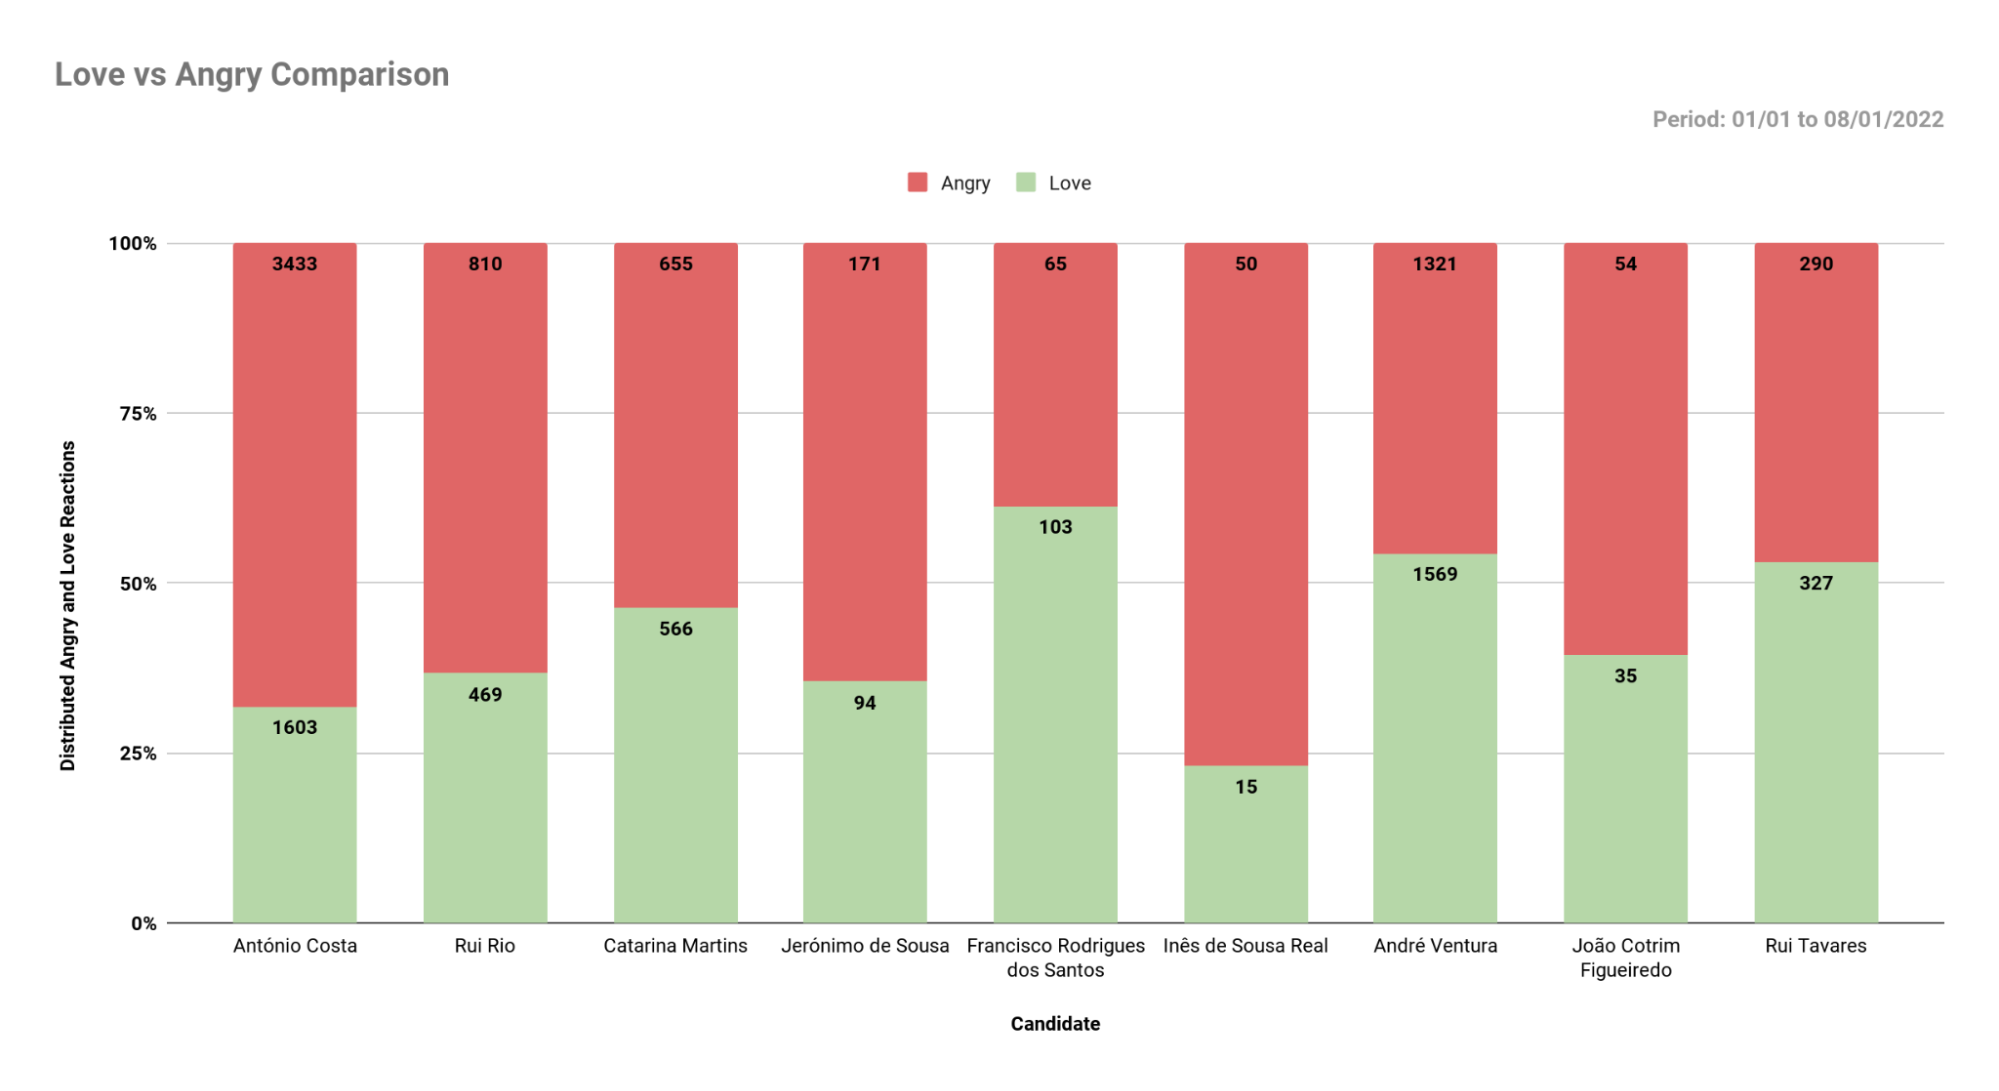 Love vs Angry Comparison
Period: 01/01 to 08/01/2022
Angry Love
100%
3433 810 655 171 65 50 1321 54 290
75%
Distributed Angry and Love Reactions
103
50%
1569 327
566
35
469 94
1603
25%
15
0%
António Costa Rui Rio Catarina Martins Jerónimo de Sousa Francisco Rodrigues Inês de Sousa Real André Ventura João Cotrim Rui Tavares
dos Santos Figueiredo
Candidate